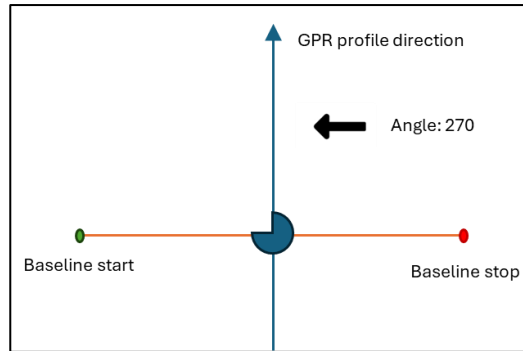 GPR profile direction
Angle: 270
Baseline start
Baseline stop